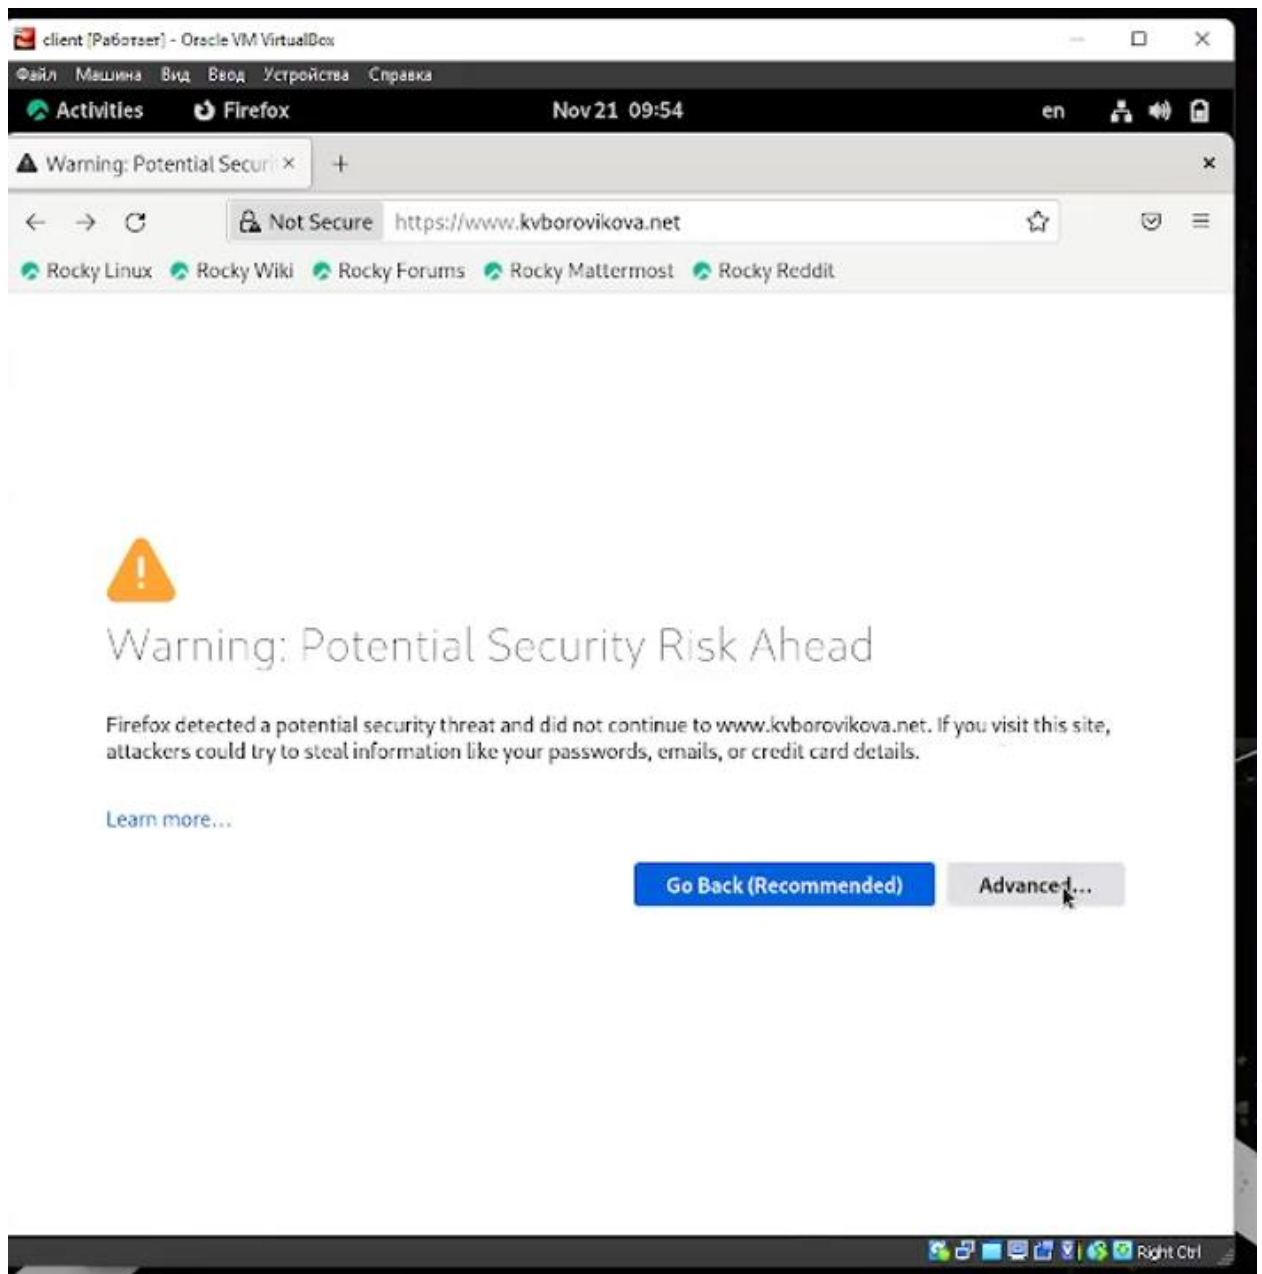 client [Работает] - Oracle VM VirtualBox
Файл Машина Вид Ввод Устройства Справка
Activities Firefox Nov 21 09:54 en
Warning: Potential Securi
Not Secure https://www.kvborovikova.net
Rocky Linux Rocky Wiki Rocky Forums Rocky Mattermost Rocky Reddit
Warning: Potential Security Risk Ahead
Firefox detected a potential security threat and did not continue to www.kvborovikova.net. If you visit this site,
attackers could try to steal information like your passwords, emails, or credit card details.
Learn more...
Go Back (Recommended) Advanced...
Right Ctrl